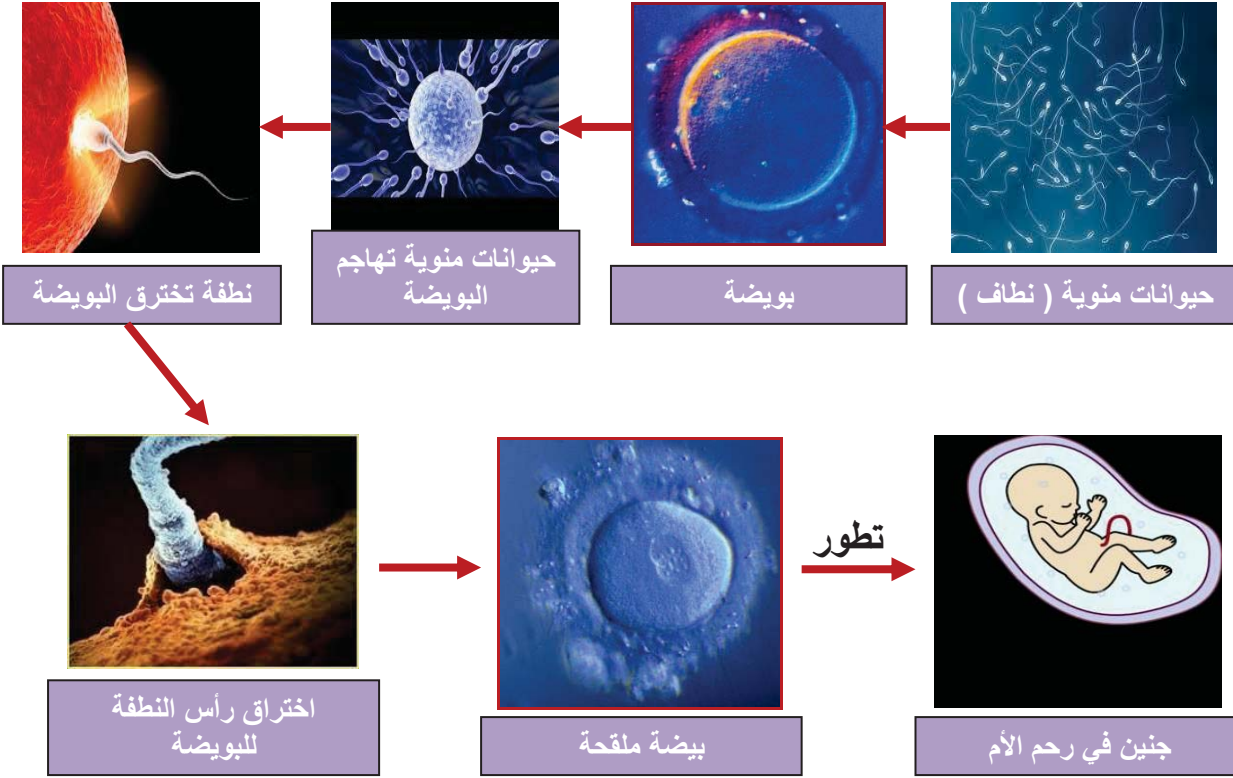 حيوانات منوية ( نطاف )
بويضة
حيوانات منوية تهاجم
البويضة
نطفة تخترق البويضة
اختراق رأس النطفة
للبويضة
بيضة ملقحة
تطور
جنين في رحم الأم